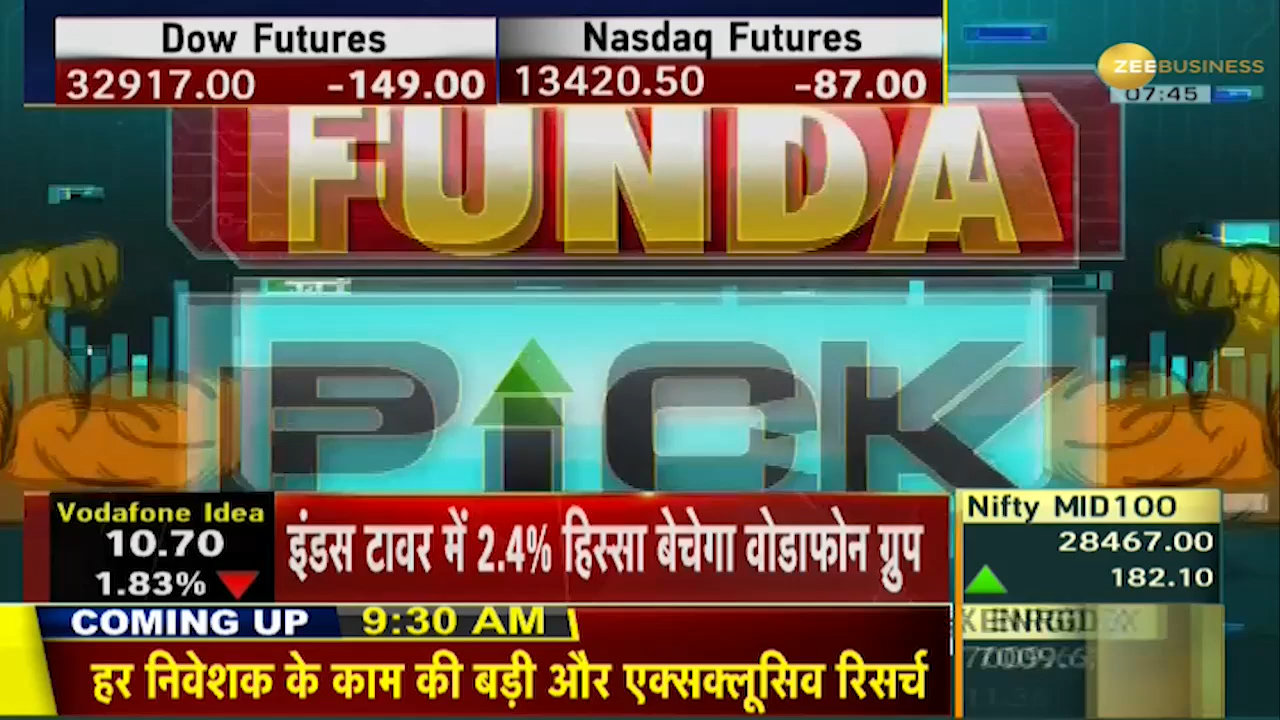 Dow Futures
32917.00 -149.00
Nasdaq Futures
13420.50 -87.00
ZEEBUSINESS
07:45
FUNDA
PiCK
Vodafone Idea
10.70
1.83%
इंडस टावर में 2.4% हिस्सा बेचेगा वोडाफोन ग्रुप
Nifty MID100
28467.00
182.10
COMING UP 9:30 AM
हर निवेशक के काम की बड़ी और एक्सक्लूसिव रिसर्च